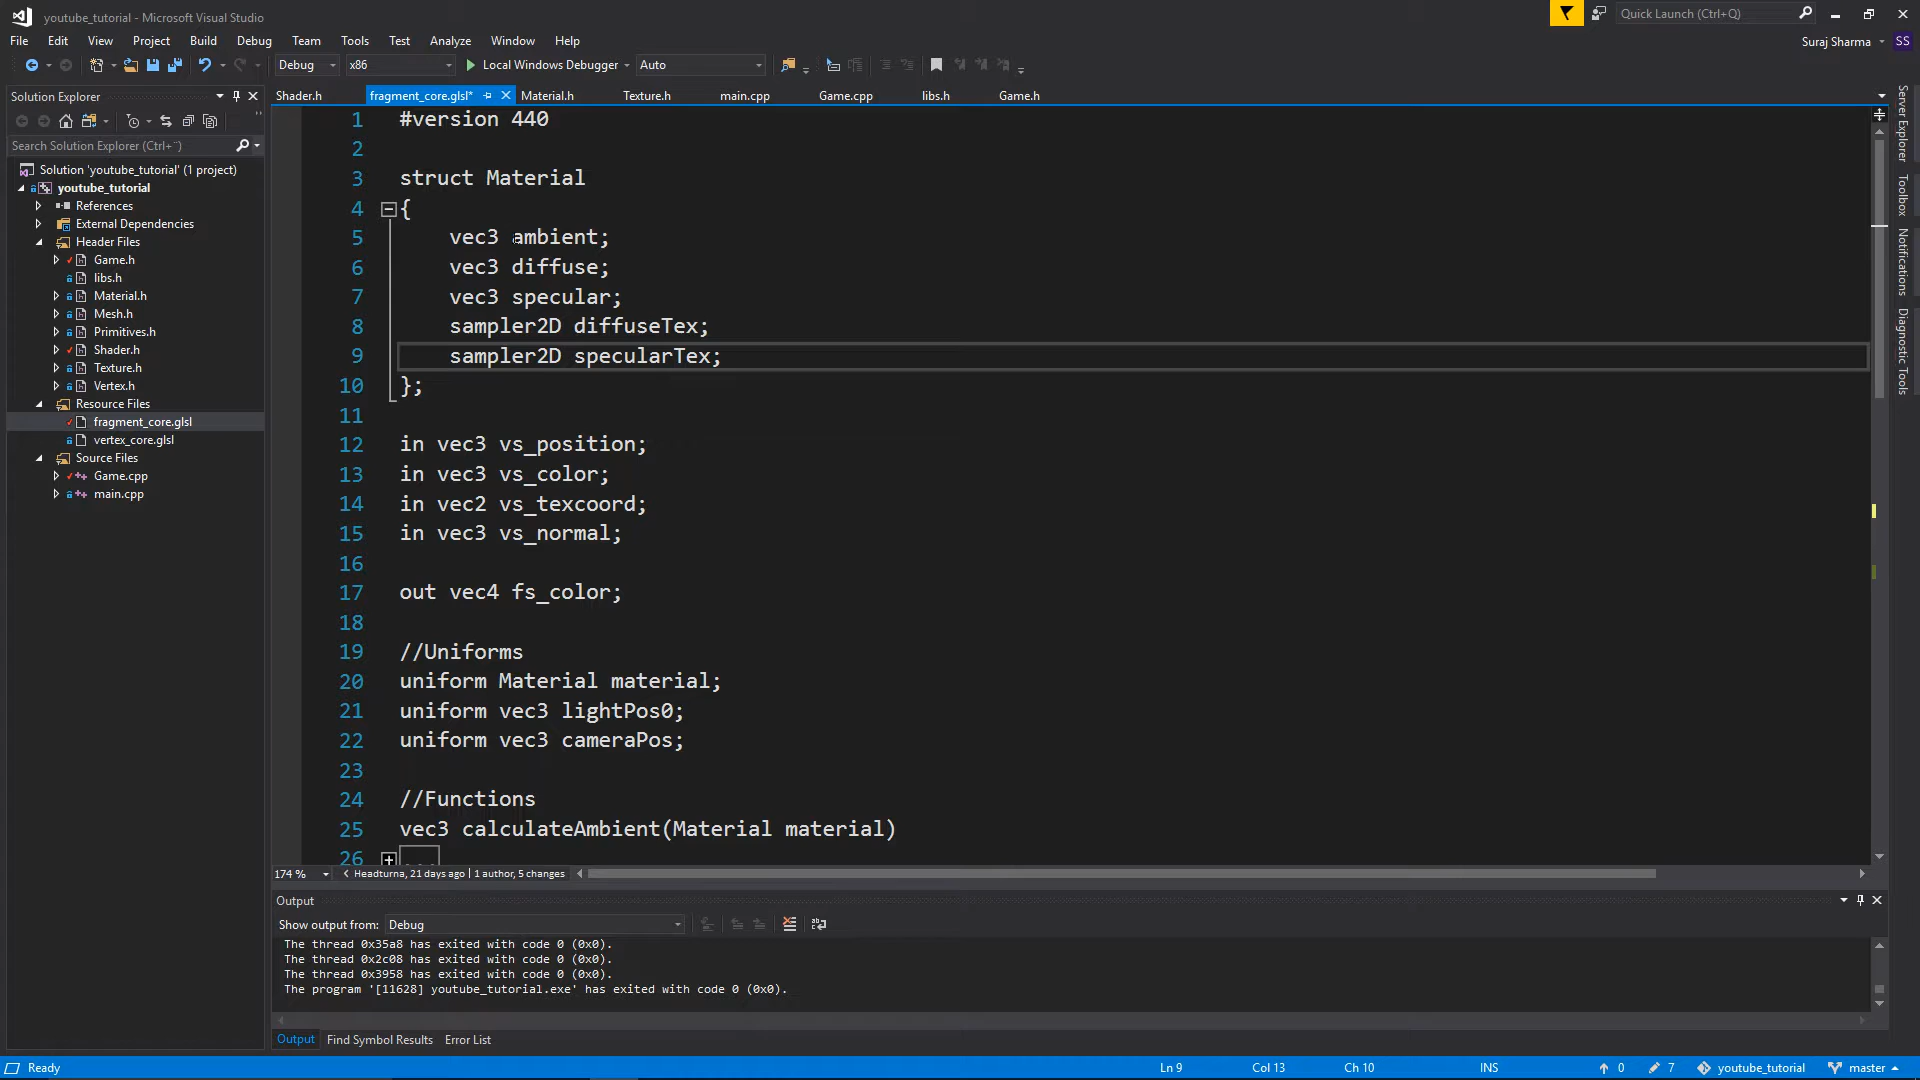 youtube_tutorial - Microsoft Visual Studio
Quick Launch (Ctrl+Q)
File Edit View Project Build Debug Team Tools Test Analyze Window Help
Suraj Sharma SS
Debug x86 Local Windows Debugger Auto
Solution Explorer
Search Solution Explorer (Ctrl+¨)
Solution 'youtube_tutorial' (1 project)
youtube_tutorial
References
External Dependencies
Header Files
Game.h
libs.h
Material.h
Mesh.h
Primitives.h
Shader.h
Texture.h
Vertex.h
Resource Files
fragment_core.glsl
vertex_core.glsl
Source Files
Game.cpp
main.cpp
Shader.h fragment_core.glsl* Material.h Texture.h main.cpp Game.cpp libs.h Game.h
1 #version 440
2
3 struct Material
4 {
5 vec3 ambient;
6 vec3 diffuse;
7 vec3 specular;
8 sampler2D diffuseTex;
9 sampler2D specularTex;
10 };
11
12 in vec3 vs_position;
13 in vec3 vs_color;
14 in vec2 vs_texcoord;
15 in vec3 vs_normal;
16
17 out vec4 fs_color;
18
19 //Uniforms
20 uniform Material material;
21 uniform vec3 lightPos0;
22 uniform vec3 cameraPos;
23
24 //Functions
25 vec3 calculateAmbient(Material material)
26 ...
174 % Headturna, 21 days ago | 1 author, 5 changes
Output
Show output from: Debug
The thread 0x35a8 has exited with code 0 (0x0).
The thread 0x2c08 has exited with code 0 (0x0).
The thread 0x3958 has exited with code 0 (0x0).
The program '[11628] youtube_tutorial.exe' has exited with code 0 (0x0).
Output Find Symbol Results Error List
Ready Ln 9 Col 13 Ch 10 INS 0 7 youtube_tutorial master
Server Explorer
Toolbox
Notifications
Diagnostic Tools